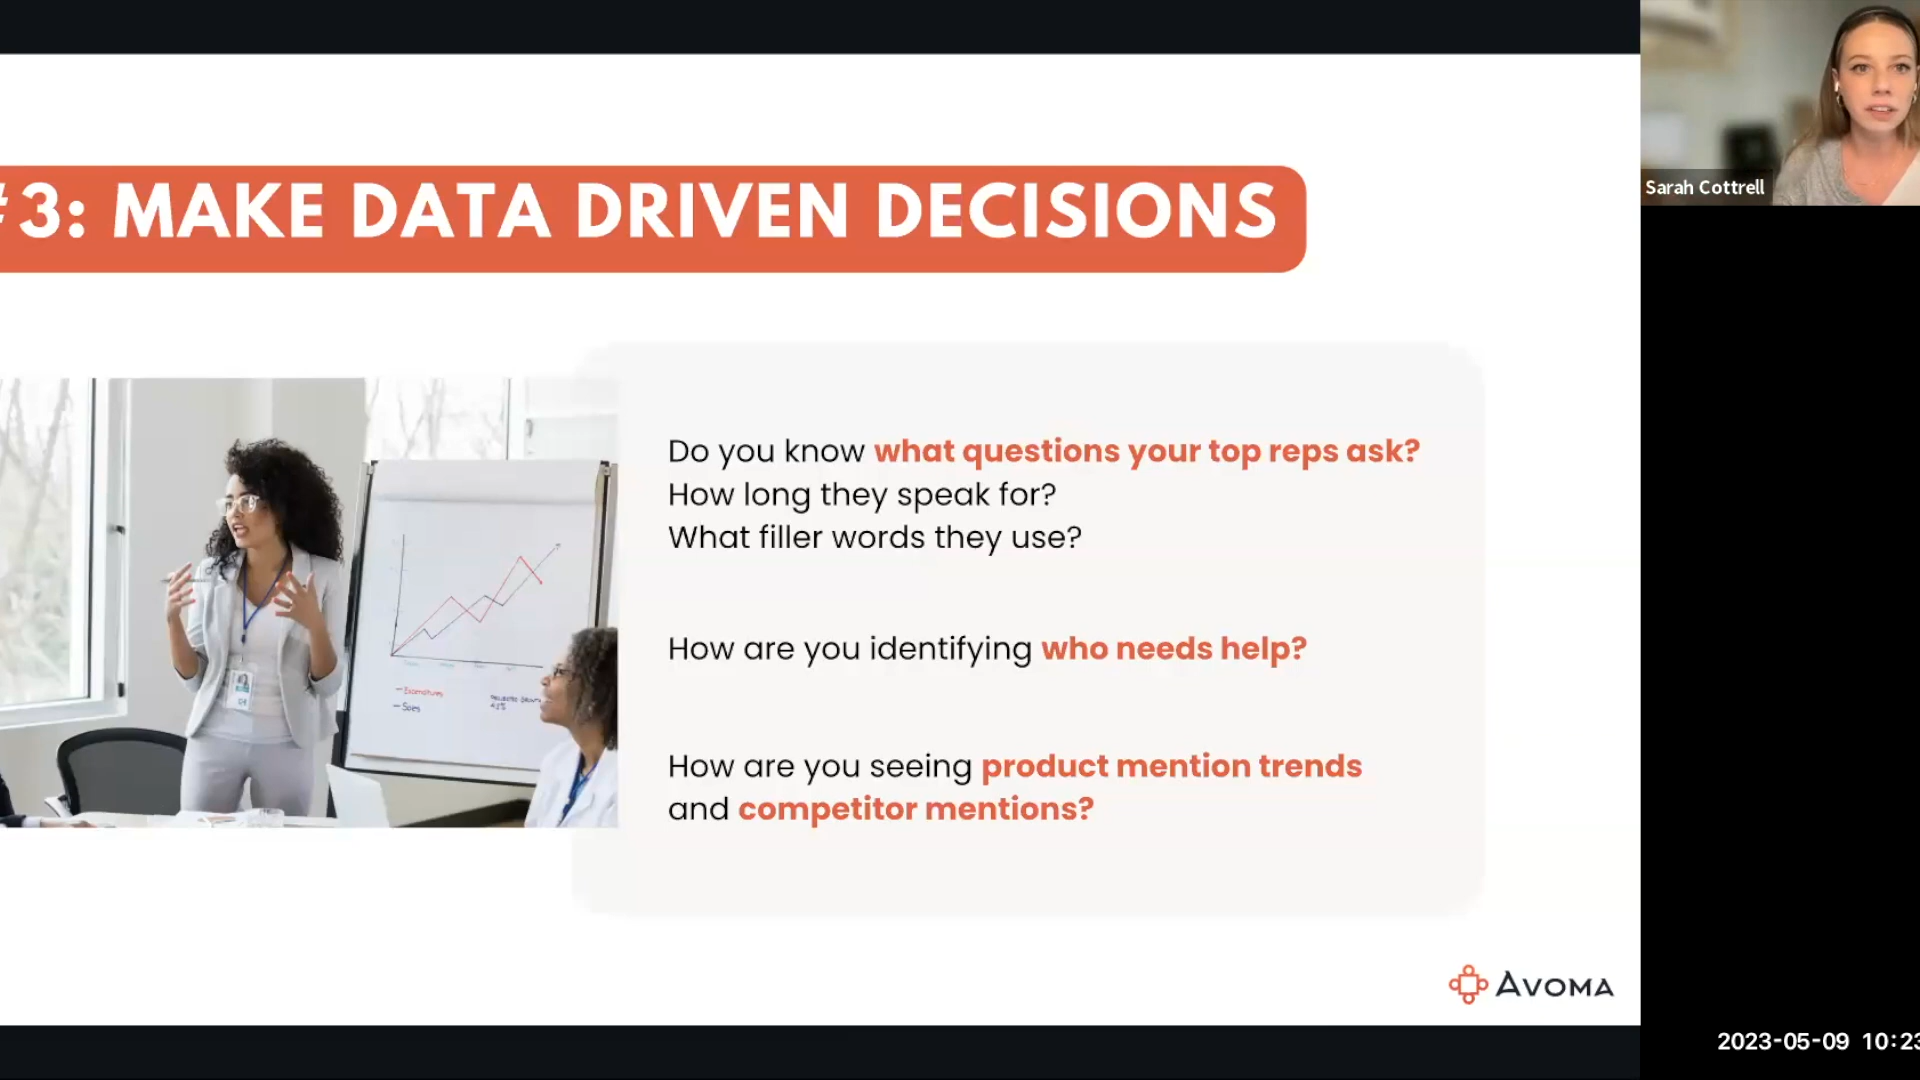 #3: MAKE DATA DRIVEN DECISIONS
Sarah Cottrell
Do you know what questions your top reps ask?
How long they speak for?
What filler words they use?
How are you identifying who needs help?
How are you seeing product mention trends
and competitor mentions?
Expenditures
AVOMA
2023-05-09 10:23